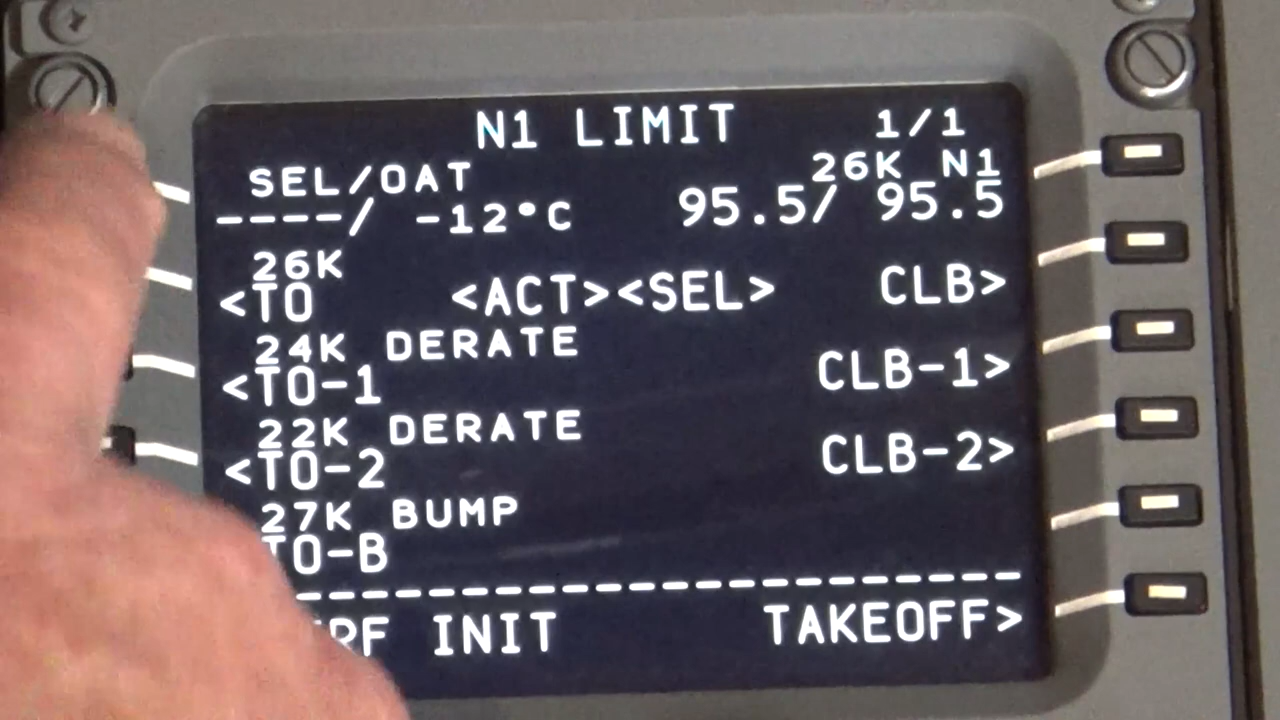 N1 LIMIT 1/1
SEL/OAT 26K N1
----/ -12°C 95.5/ 95.5
26K
<TO <ACT><SEL> CLB>
24K DERATE
<TO-1 CLB-1>
22K DERATE
<TO-2 CLB-2>
27K BUMP
TO-B
------------------------
INIT TAKEOFF>